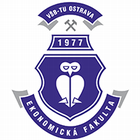 VŠB-TU OSTRAVA
1977
EKONOMICKÁ FAKULTA